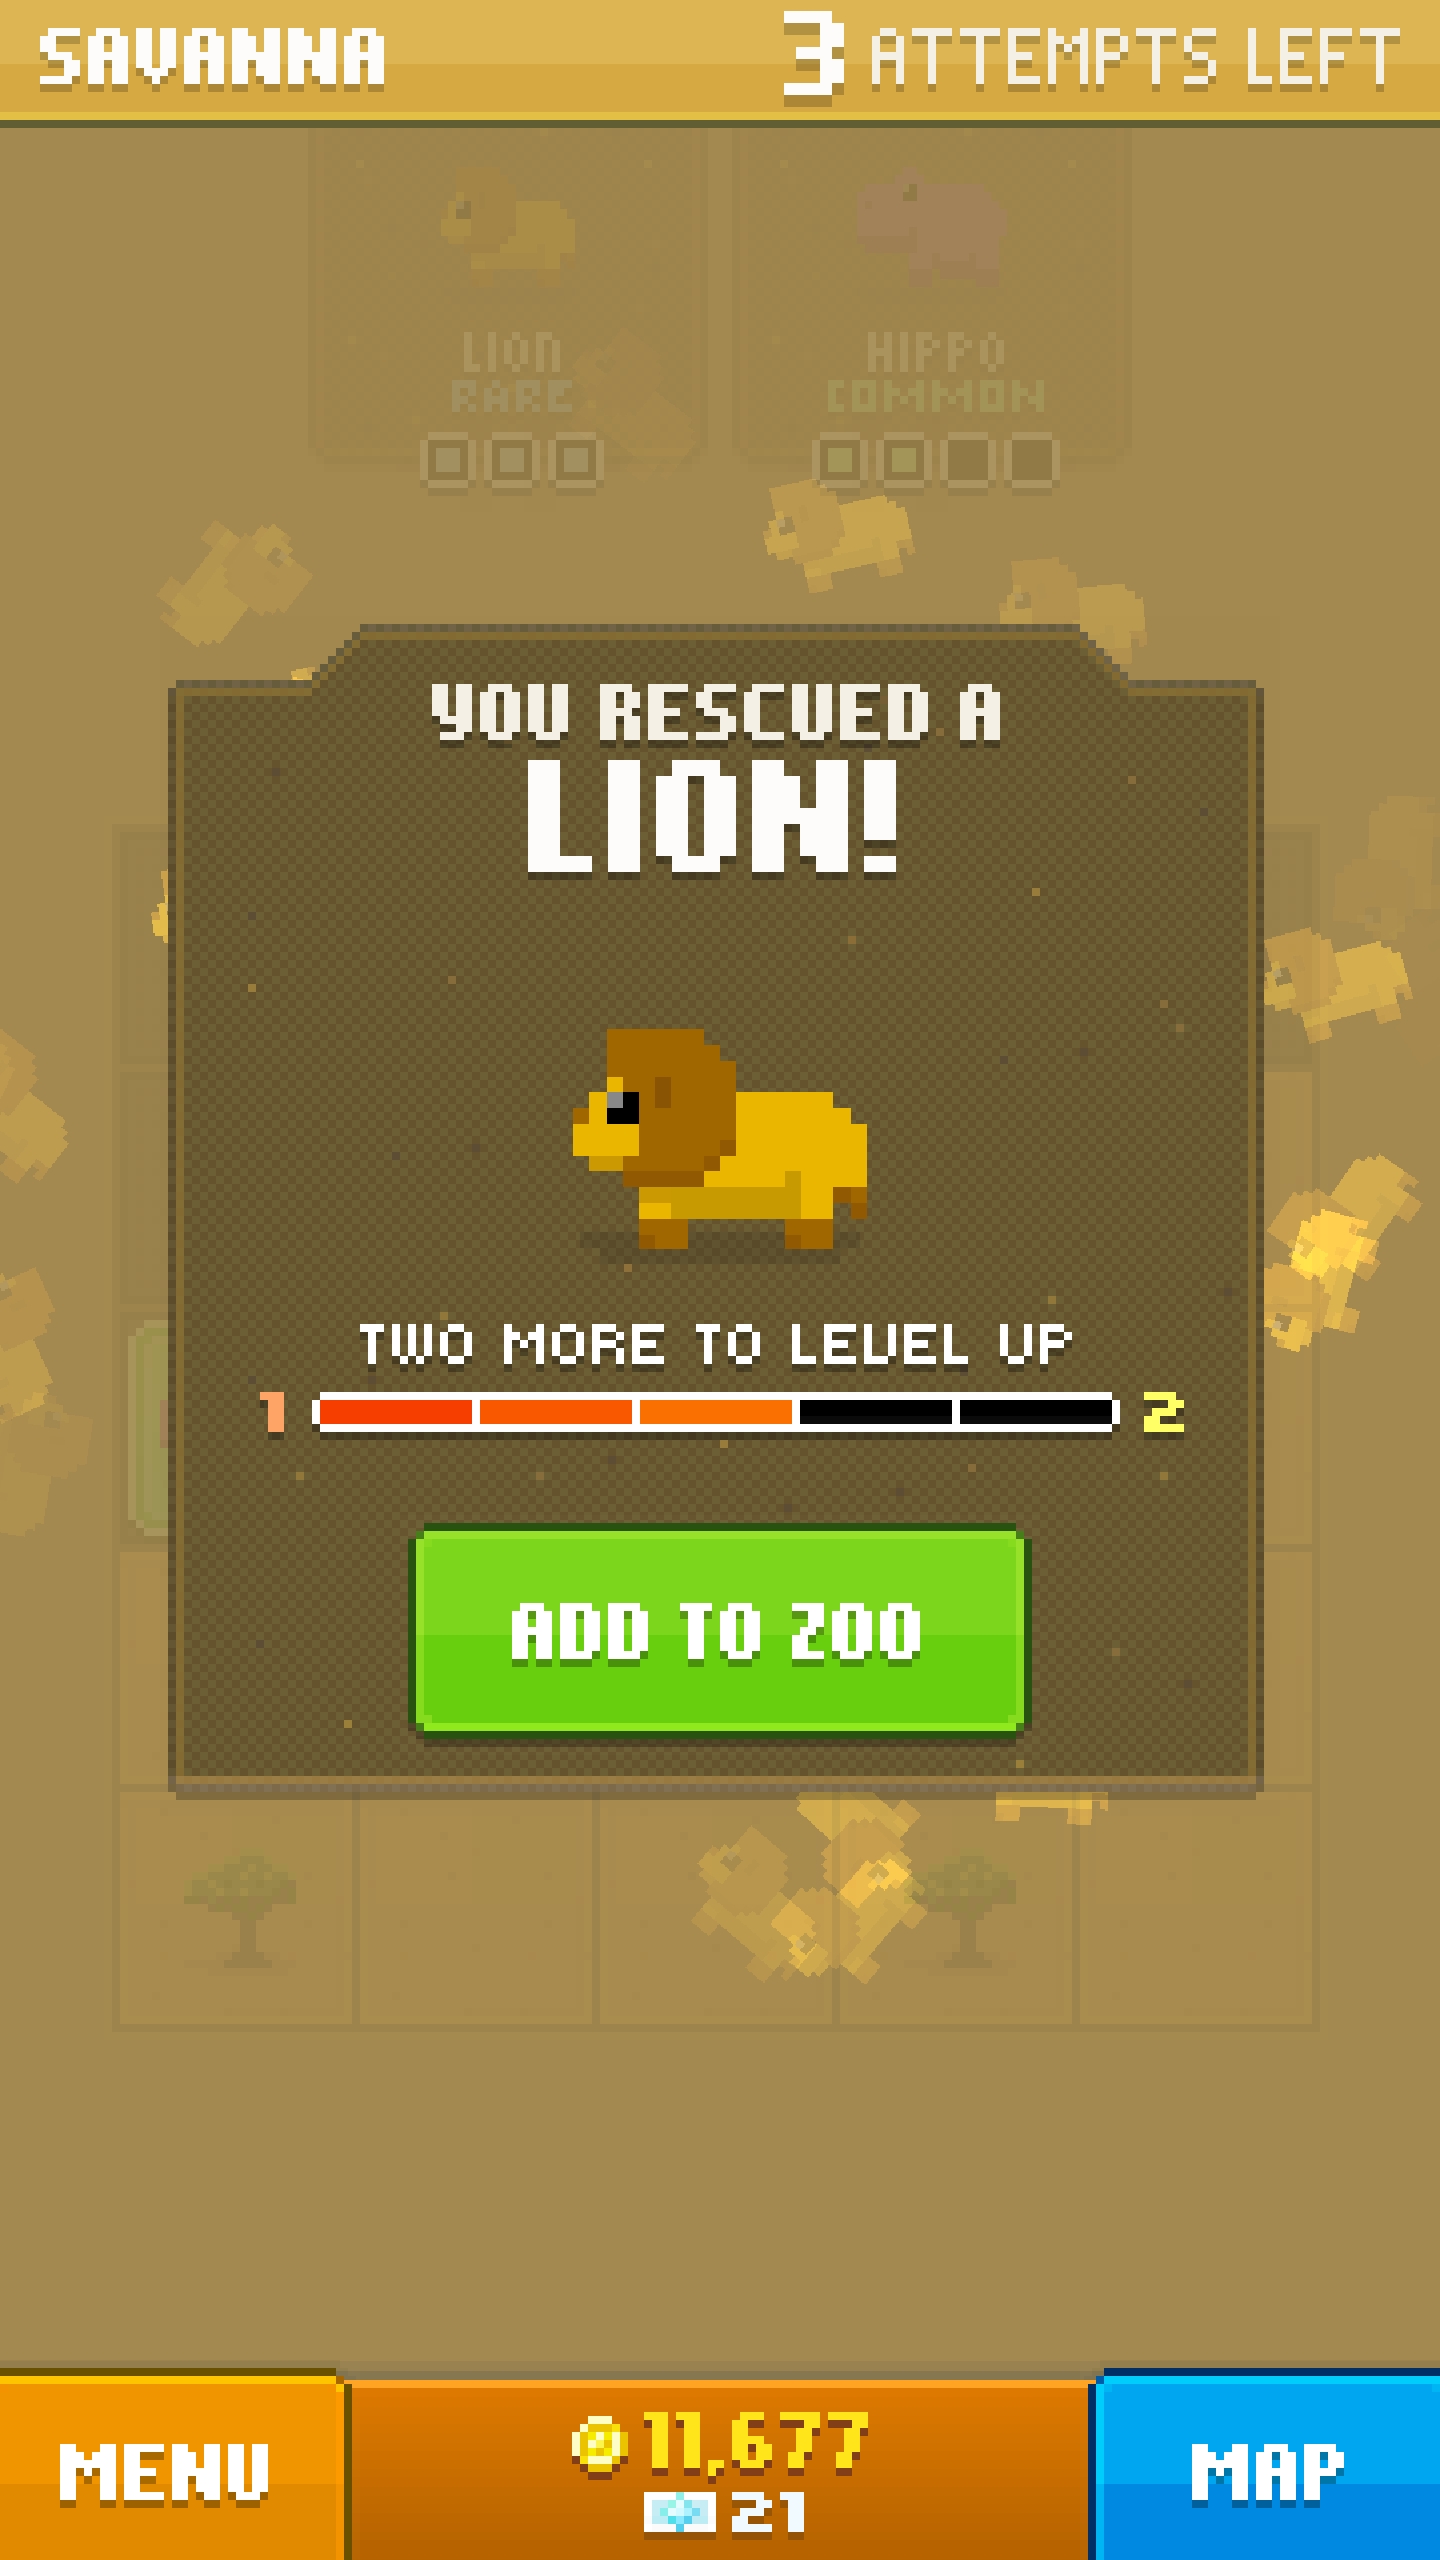 SAVANNA
3 ATTEMPTS LEFT
LION
RARE
HIPPO
COMMON
YOU RESCUED A
LION!
TWO MORE TO LEVEL UP
1
2
ADD TO ZOO
MENU
11,677
21
MAP